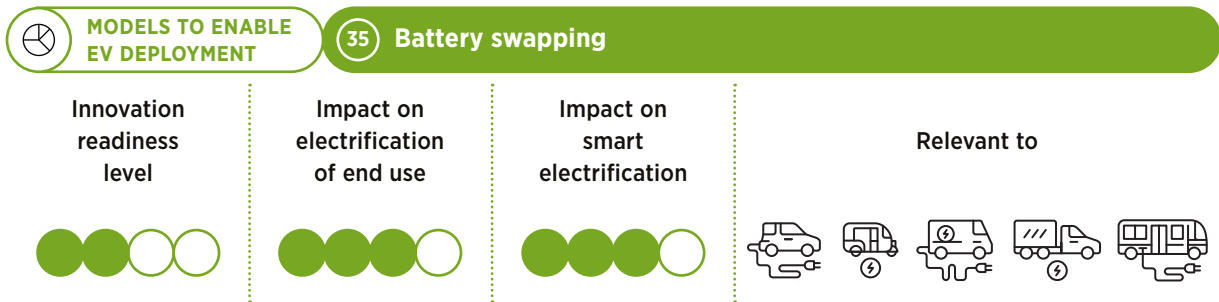 MODELS TO ENABLE
EV DEPLOYMENT
35 Battery swapping
Innovation
readiness
level
Impact on
electrification
of end use
Impact on
smart
electrification
Relevant to